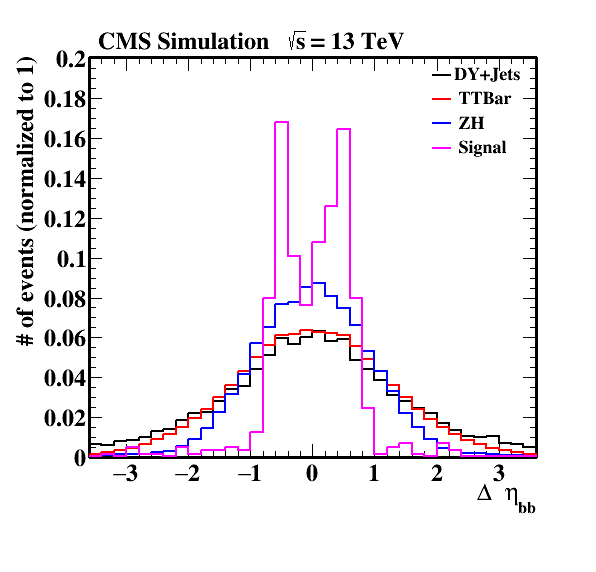 CMS Simulation √s = 13 TeV
# of events (normalized to 1)
0.2
0.18
0.16
0.14
0.12
0.1
0.08
0.06
0.04
0.02
0
DY+Jets
TTBar
ZH
Signal
−3 −2 −1 0 1 2 3
Δ η_bb